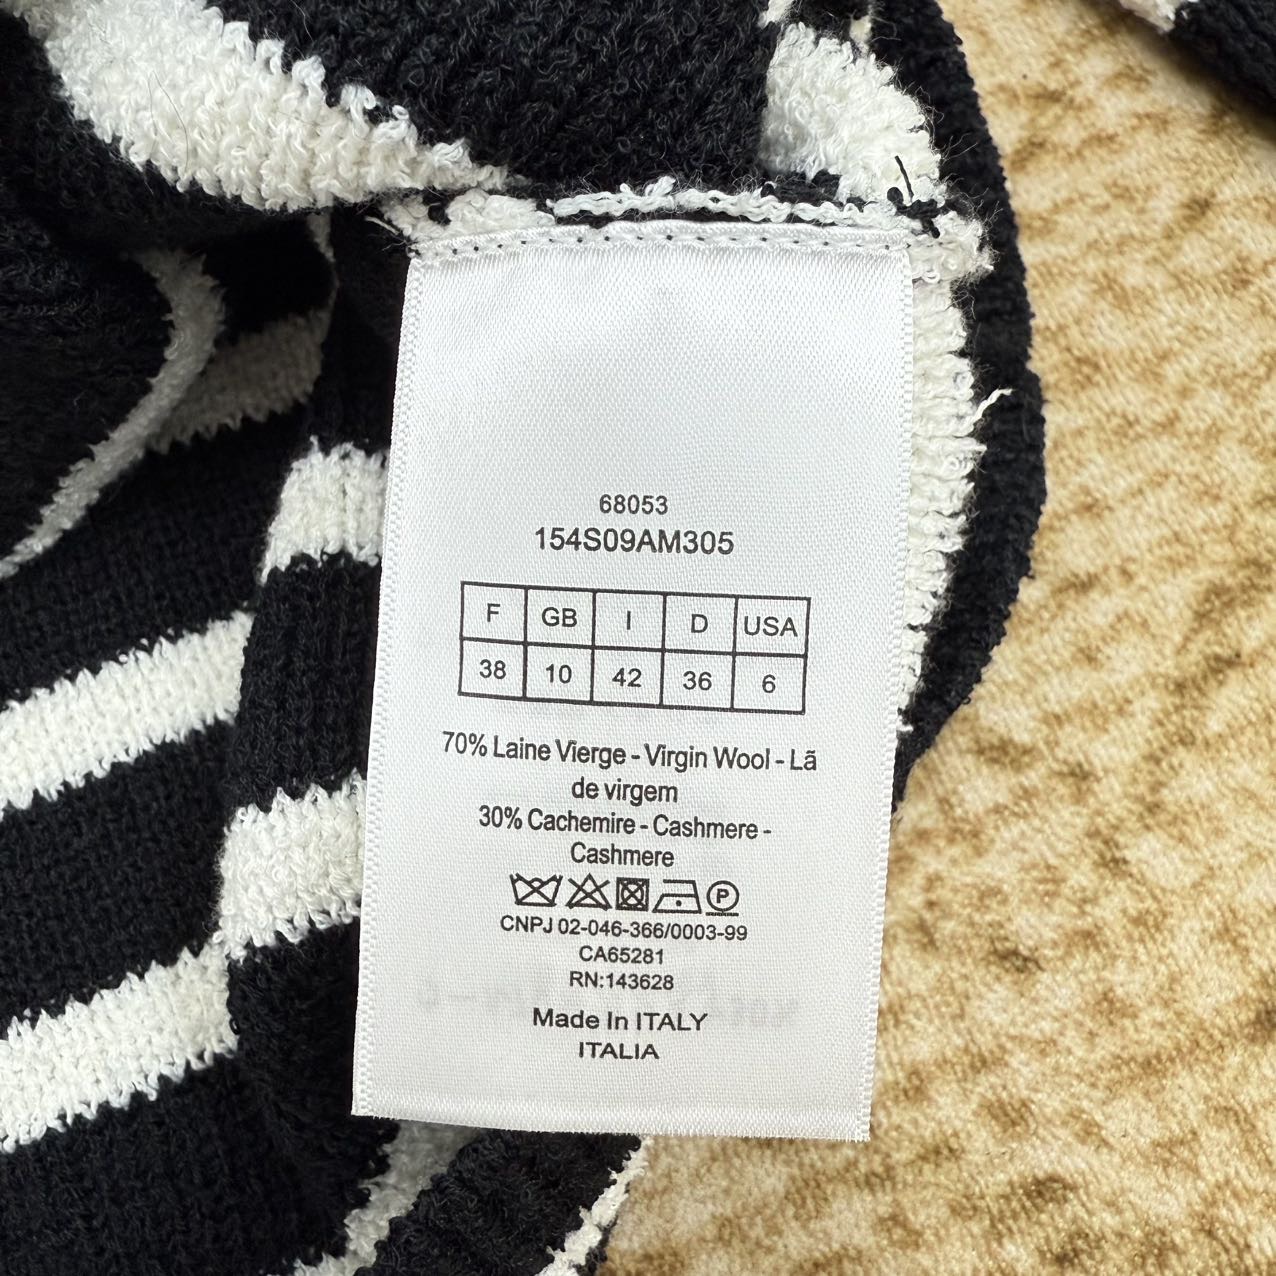 68053
154S09AM305
F GB I D USA
38 10 42 36 6
70% Laine Vierge - Virgin Wool - Lã
de virgem
30% Cachemire - Cashmere -
Cashmere
P
CNPJ 02-046-366/0003-99
CA65281
RN:143628
Made In ITALY
ITALIA